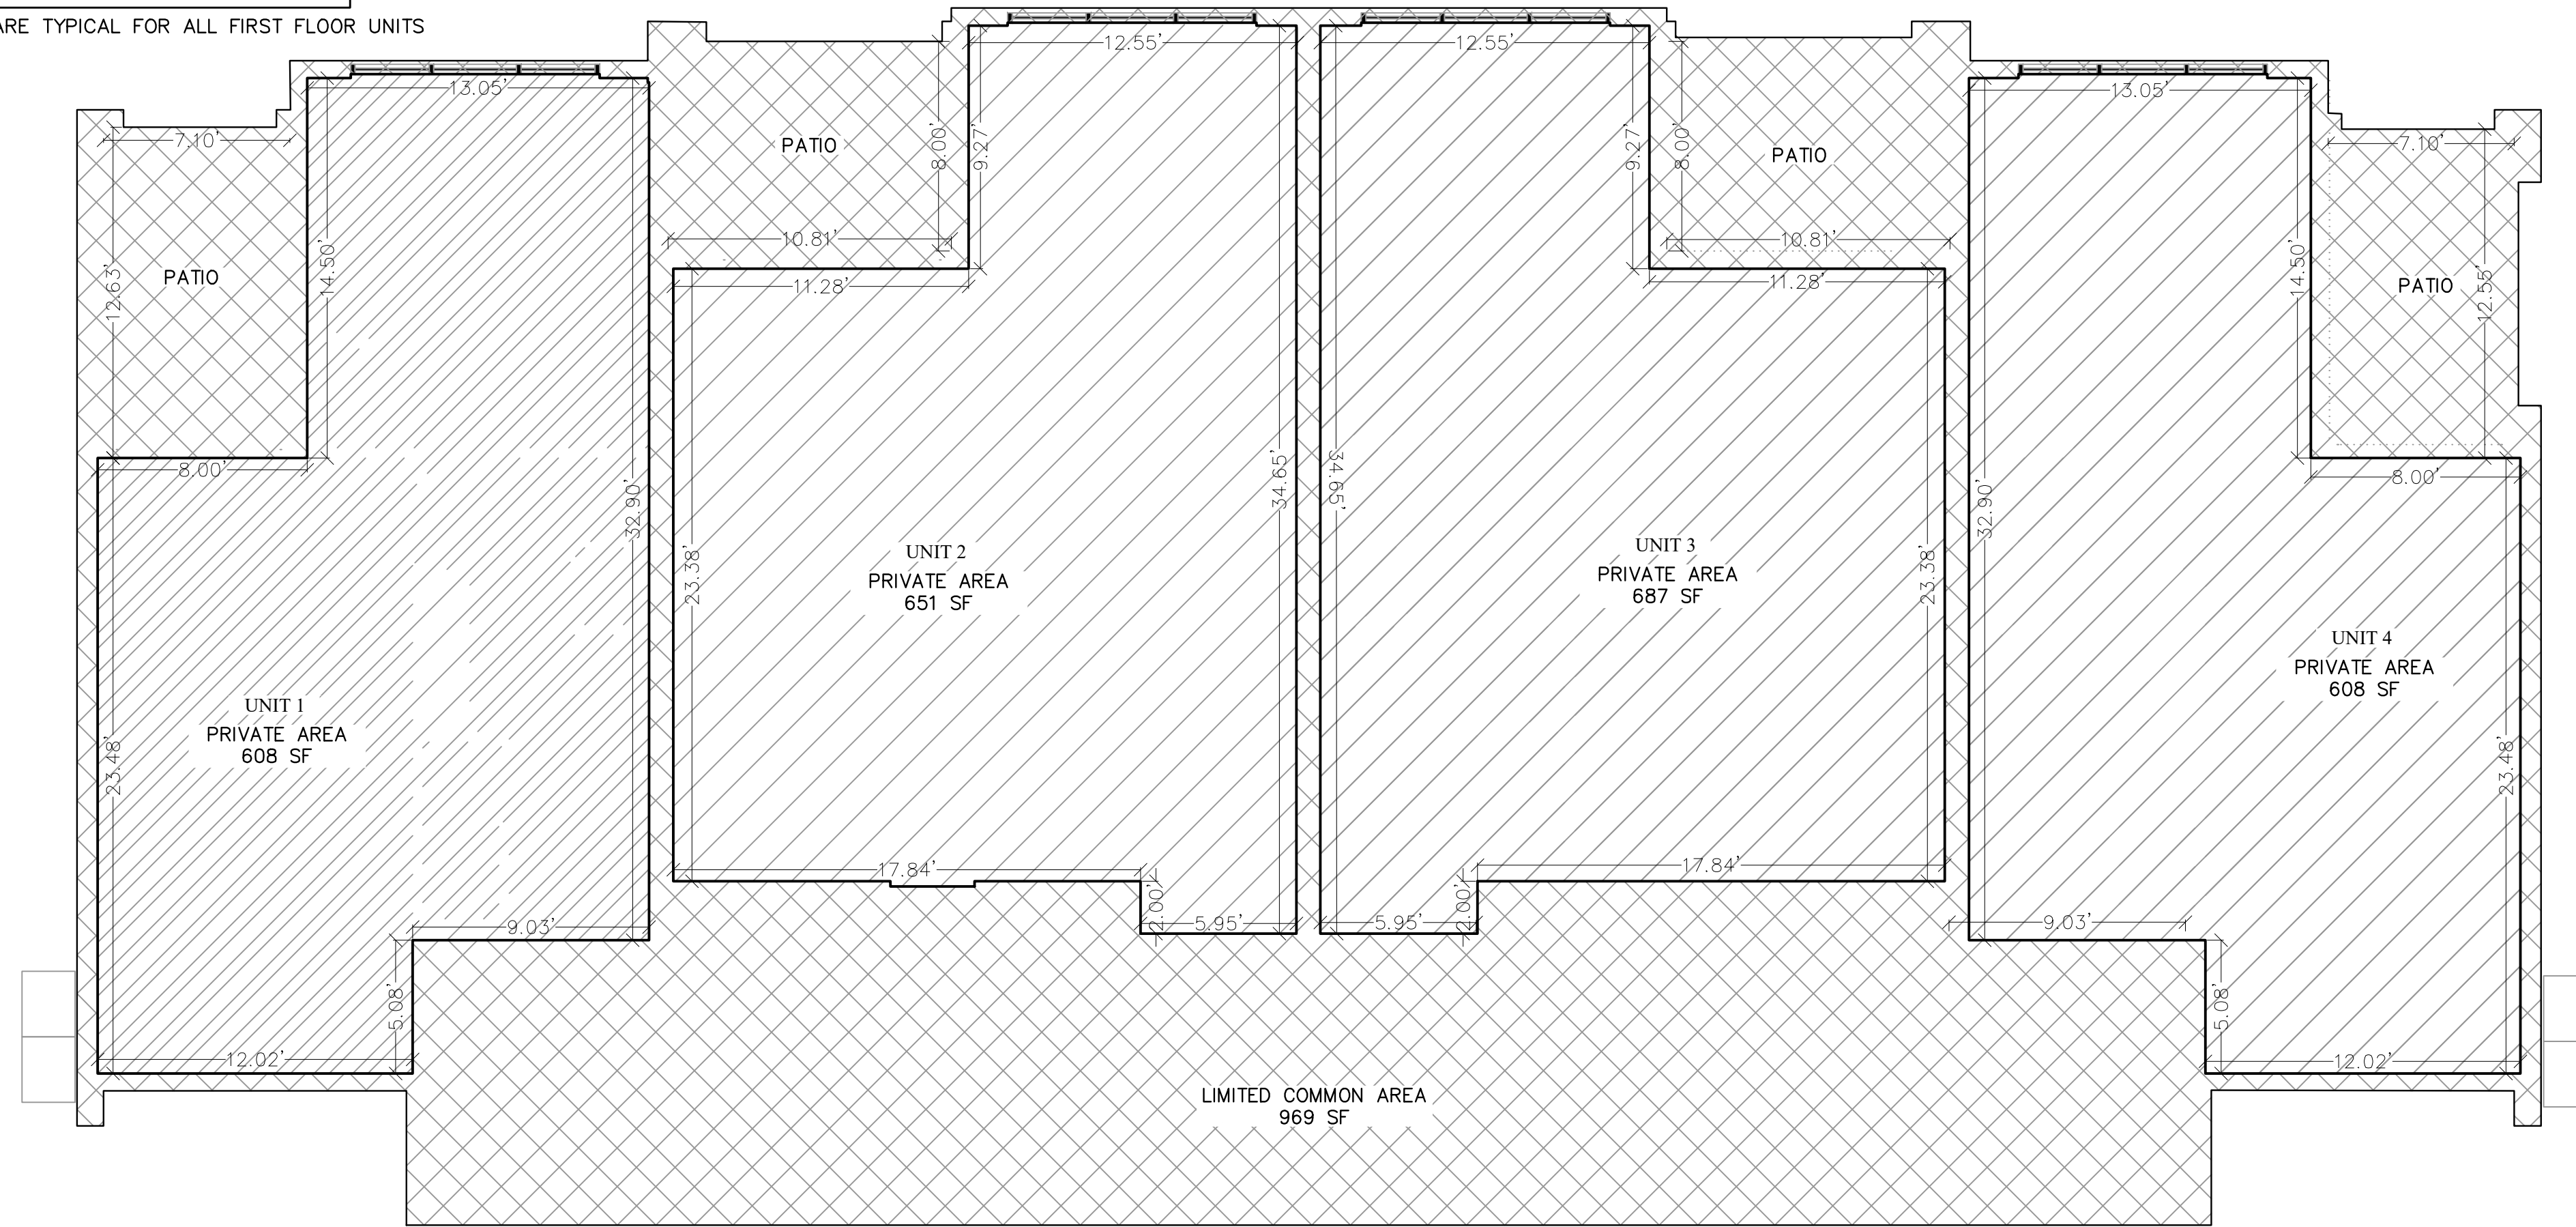 ARE TYPICAL FOR ALL FIRST FLOOR UNITS
12.55'
12.55'
13.05'
13.05'
7.10'
7.10'
PATIO
8.00'
9.27'
9.27'
8.00'
PATIO
10.81'
10.81'
14.50'
12.63'
PATIO
11.28'
11.28'
14.50'
PATIO
12.55'
8.00'
8.00'
32.90'
34.65'
34.65'
32.90'
23.38'
23.38'
UNIT 2
PRIVATE AREA
651 SF
UNIT 3
PRIVATE AREA
687 SF
UNIT 4
PRIVATE AREA
608 SF
UNIT 1
PRIVATE AREA
608 SF
23.48'
23.48'
17.84'
17.84'
2.00'
2.00'
9.03'
5.95'
5.95'
9.03'
5.08'
5.08'
12.02'
12.02'
LIMITED COMMON AREA
969 SF